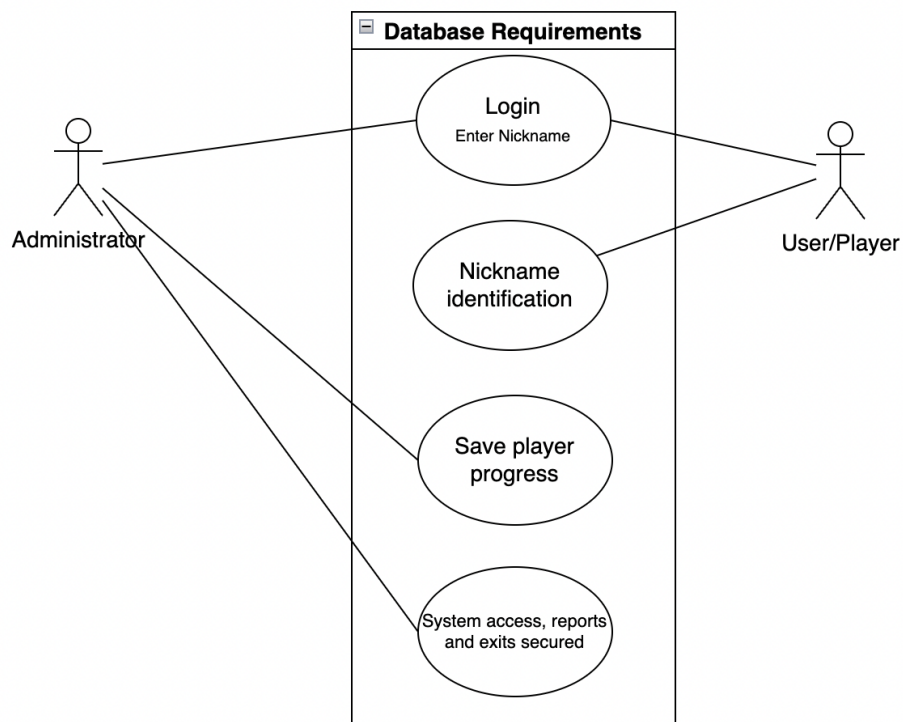 Database Requirements
Login
Enter Nickname
Administrator
User/Player
Nickname
identification
Save player
progress
System access, reports
and exits secured